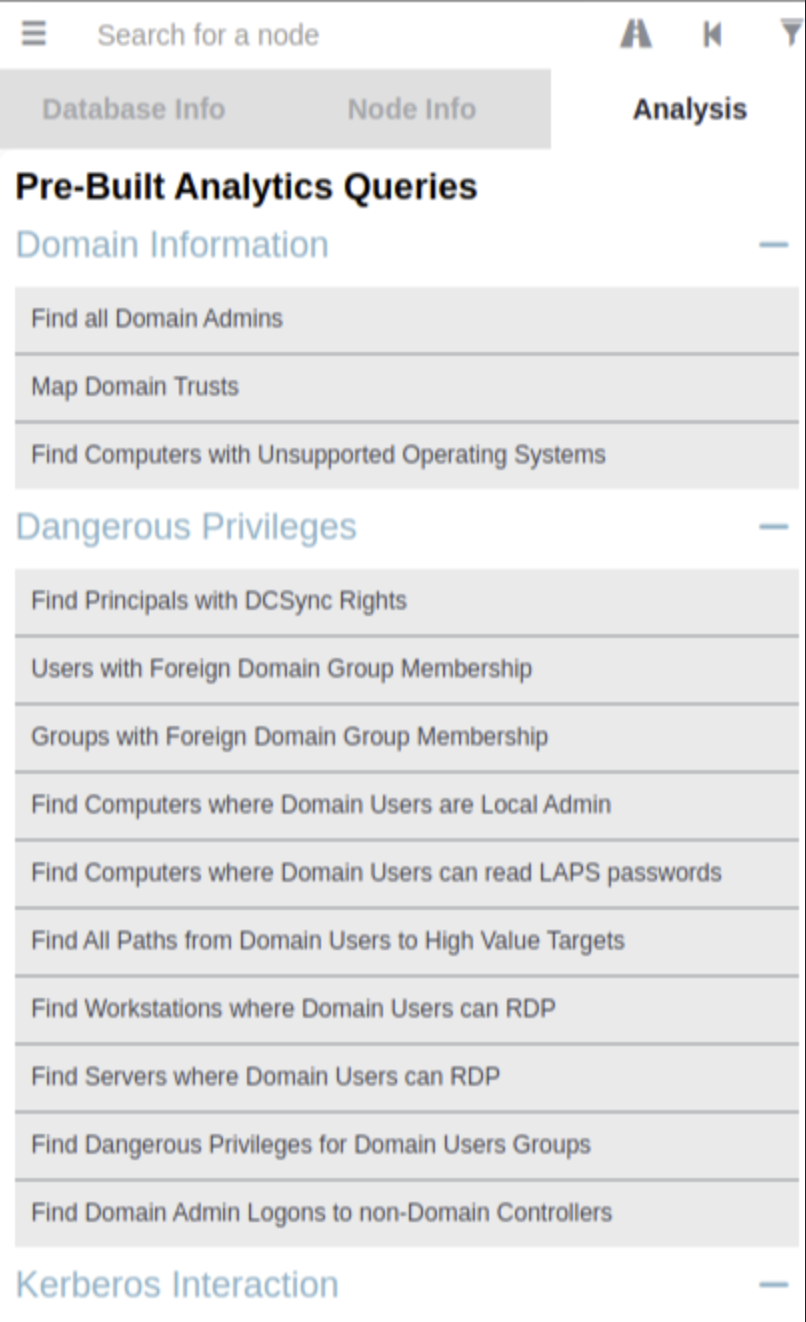 Search for a node
Database Info
Node Info
Analysis
Pre-Built Analytics Queries
Domain Information
Find all Domain Admins
Map Domain Trusts
Find Computers with Unsupported Operating Systems
Dangerous Privileges
Find Principals with DCSync Rights
Users with Foreign Domain Group Membership
Groups with Foreign Domain Group Membership
Find Computers where Domain Users are Local Admin
Find Computers where Domain Users can read LAPS passwords
Find All Paths from Domain Users to High Value Targets
Find Workstations where Domain Users can RDP
Find Servers where Domain Users can RDP
Find Dangerous Privileges for Domain Users Groups
Find Domain Admin Logons to non-Domain Controllers
Kerberos Interaction